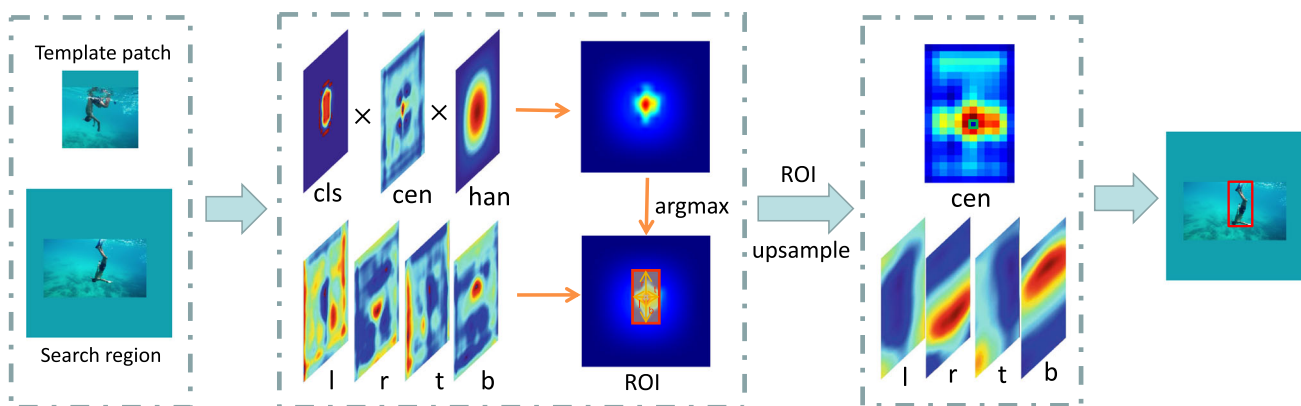 Template patch
Search region
× ×
cls cen han
argmax
l r t b
ROI
ROI
upsample
cen
l r t b